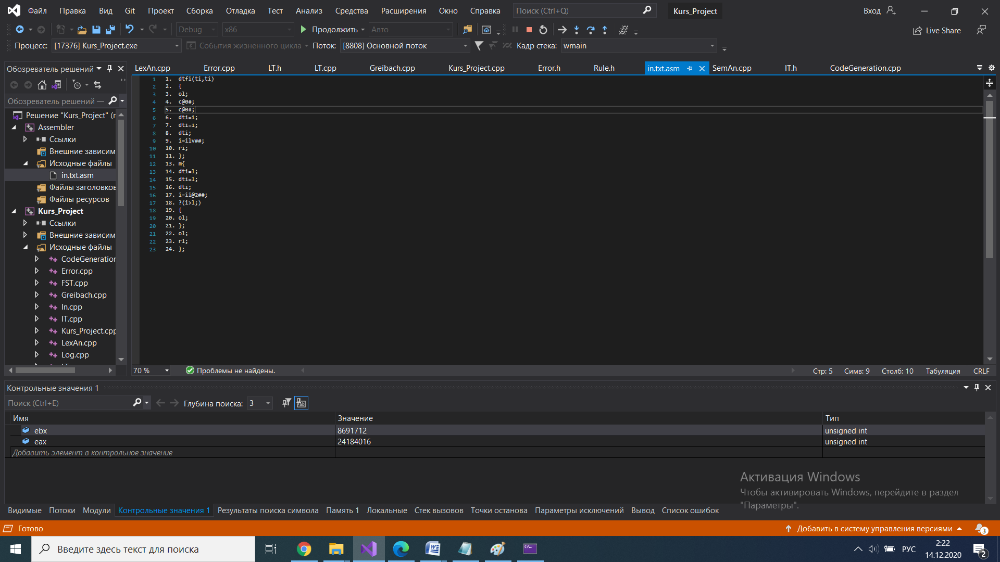 Файл Правка Вид Git Проект Сборка Отладка Тест Анализ Средства Расширения Окно Справка Поиск (Ctrl+Q) Kurs_Project Вход
Debug x86 Продолжить Авто Live Share
Процесс: [17376] Kurs_Project.exe События жизненного цикла Поток: [8808] Основной поток Кадр стека: wmain
Обозреватель решений
LexAn.cpp Error.cpp LT.h LT.cpp Greibach.cpp Kurs_Project.cpp Error.h Rule.h in.txt.asm SemAn.cpp IT.h CodeGeneration.cpp
Обозреватель решений —
Решение "Kurs_Project" (г
Assembler
Ссылки
Внешние зависим
Исходные файлы
in.txt.asm
Файлы заголовков
Файлы ресурсов
Kurs_Project
Ссылки
Внешние зависим
Исходные файлы
CodeGeneration
Error.cpp
FST.cpp
Greibach.cpp
In.cpp
IT.cpp
Kurs_Project.cpp
LexAn.cpp
Log.cpp
1 1. dtfi(ti,ti)
2 2. {
3 3. ol;
4 4. c@0#;
5 5. c@0#;
6 6. dti=i;
7 7. dti=i;
8 8. dti;
9 9. i=ilv##;
10 10. ri;
11 11. };
12 13. m{
13 14. dti=l;
14 15. dti=l;
15 16. dti;
16 17. i=ii@2##;
17 18. ?(i>l;)
18 19. {
19 20. ol;
20 21. };
21 22. ol;
22 23. rl;
23 24. };
70 % Проблемы не найдены. Стр: 5 Симв: 9 Столб: 10 Табуляция CRLF
Контрольные значения 1
Поиск (Ctrl+E) Глубина поиска: 3
Имя Значение Тип
ebx 8691712 unsigned int
eax 24184016 unsigned int
Добавить элемент в контрольное значение
Активация Windows
Чтобы активировать Windows, перейдите в раздел
"Параметры".
Видимые Потоки Модули Контрольные значения 1 Результаты поиска символа Память 1 Локальные Стек вызовов Точки останова Параметры исключений Вывод Список ошибок
Готово Добавить в систему управления версиями 3
Введите здесь текст для поиска РУС 2:22
14.12.2020 2